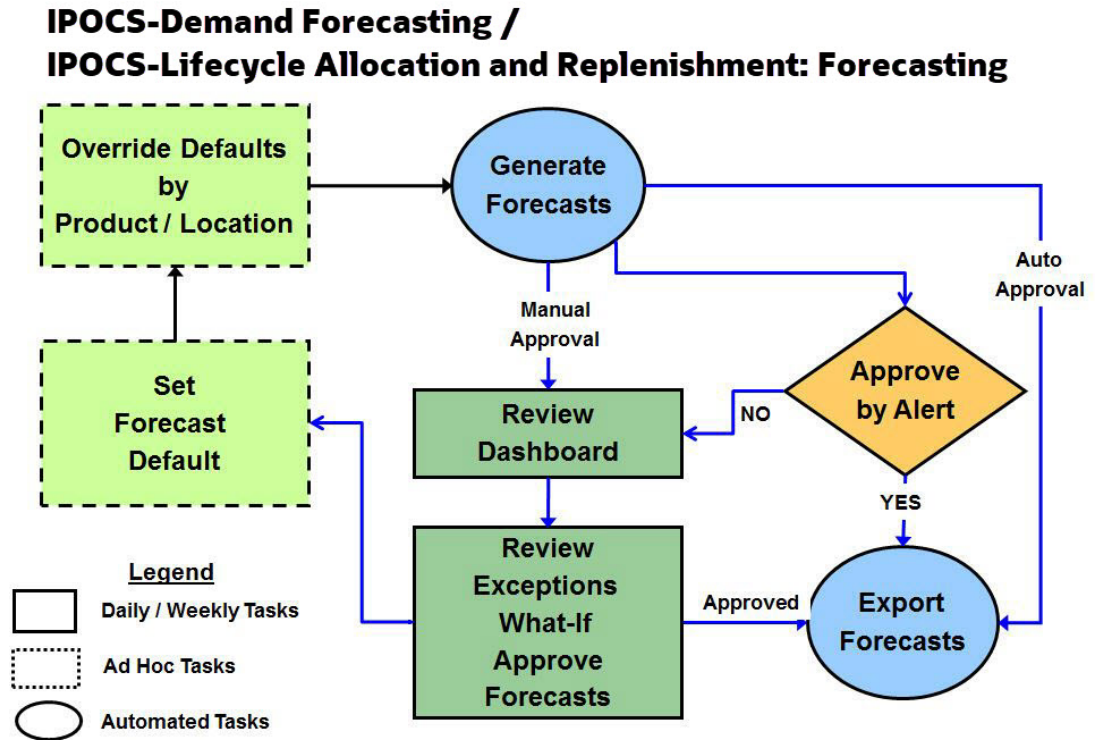 IPOCS-Demand Forecasting /
IPOCS-Lifecycle Allocation and Replenishment: Forecasting
Override Defaults
by
Product / Location
Generate
Forecasts
Auto
Approval
Manual
Approval
Set
Forecast
Default
Approve
by Alert
Review
Dashboard
NO
YES
Review
Exceptions
What-If
Approve
Forecasts
Approved
Export
Forecasts
Legend
Daily / Weekly Tasks
Ad Hoc Tasks
Automated Tasks